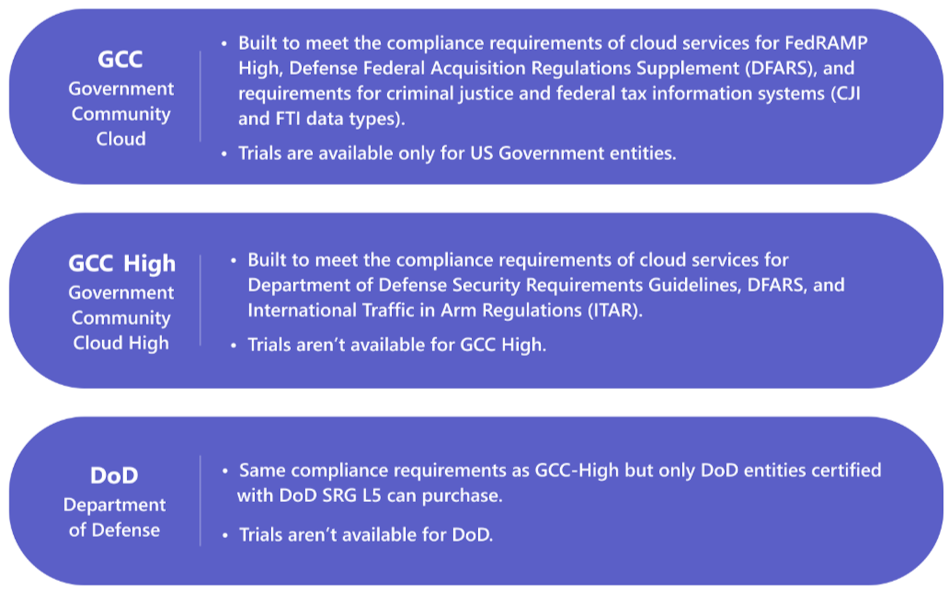 GCC
Government
Community
Cloud
• Built to meet the compliance requirements of cloud services for FedRAMP
High, Defense Federal Acquisition Regulations Supplement (DFARS), and
requirements for criminal justice and federal tax information systems (CJI
and FTI data types).
• Trials are available only for US Government entities.
GCC High
Government
Community
Cloud High
• Built to meet the compliance requirements of cloud services for
Department of Defense Security Requirements Guidelines, DFARS, and
International Traffic in Arm Regulations (ITAR).
• Trials aren’t available for GCC High.
DoD
Department
of Defense
• Same compliance requirements as GCC-High but only DoD entities certified
with DoD SRG L5 can purchase.
• Trials aren’t available for DoD.